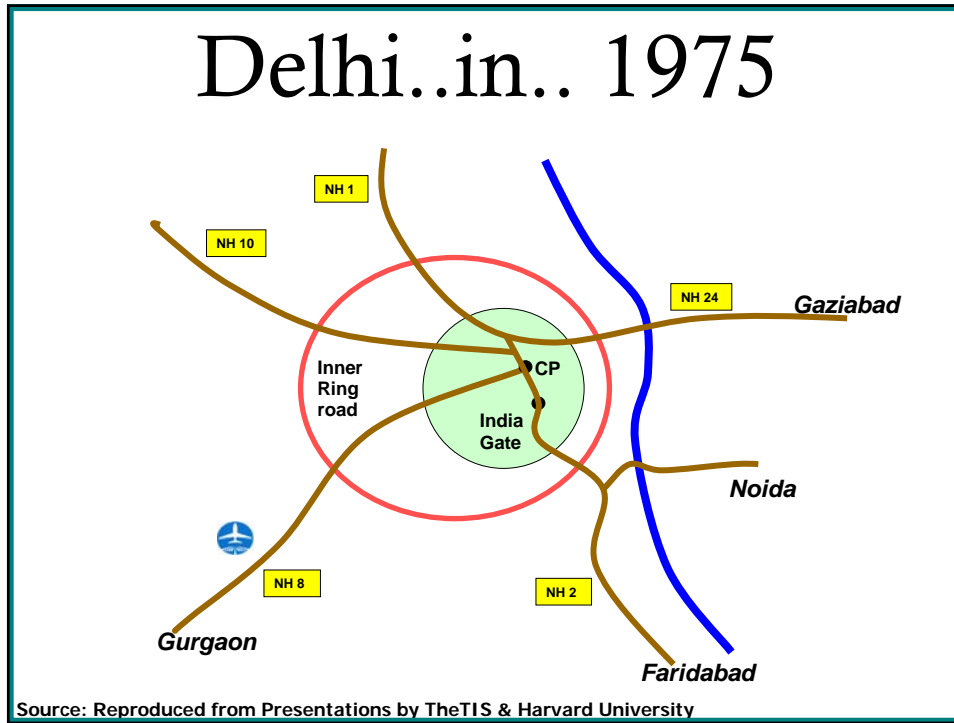 Delhi..in.. 1975
NH 1
NH 10
NH 24
Gaziabad
Inner
Ring
road
CP
India
Gate
Noida
NH 8
NH 2
Gurgaon
Faridabad
Source: Reproduced from Presentations by TheTIS & Harvard University